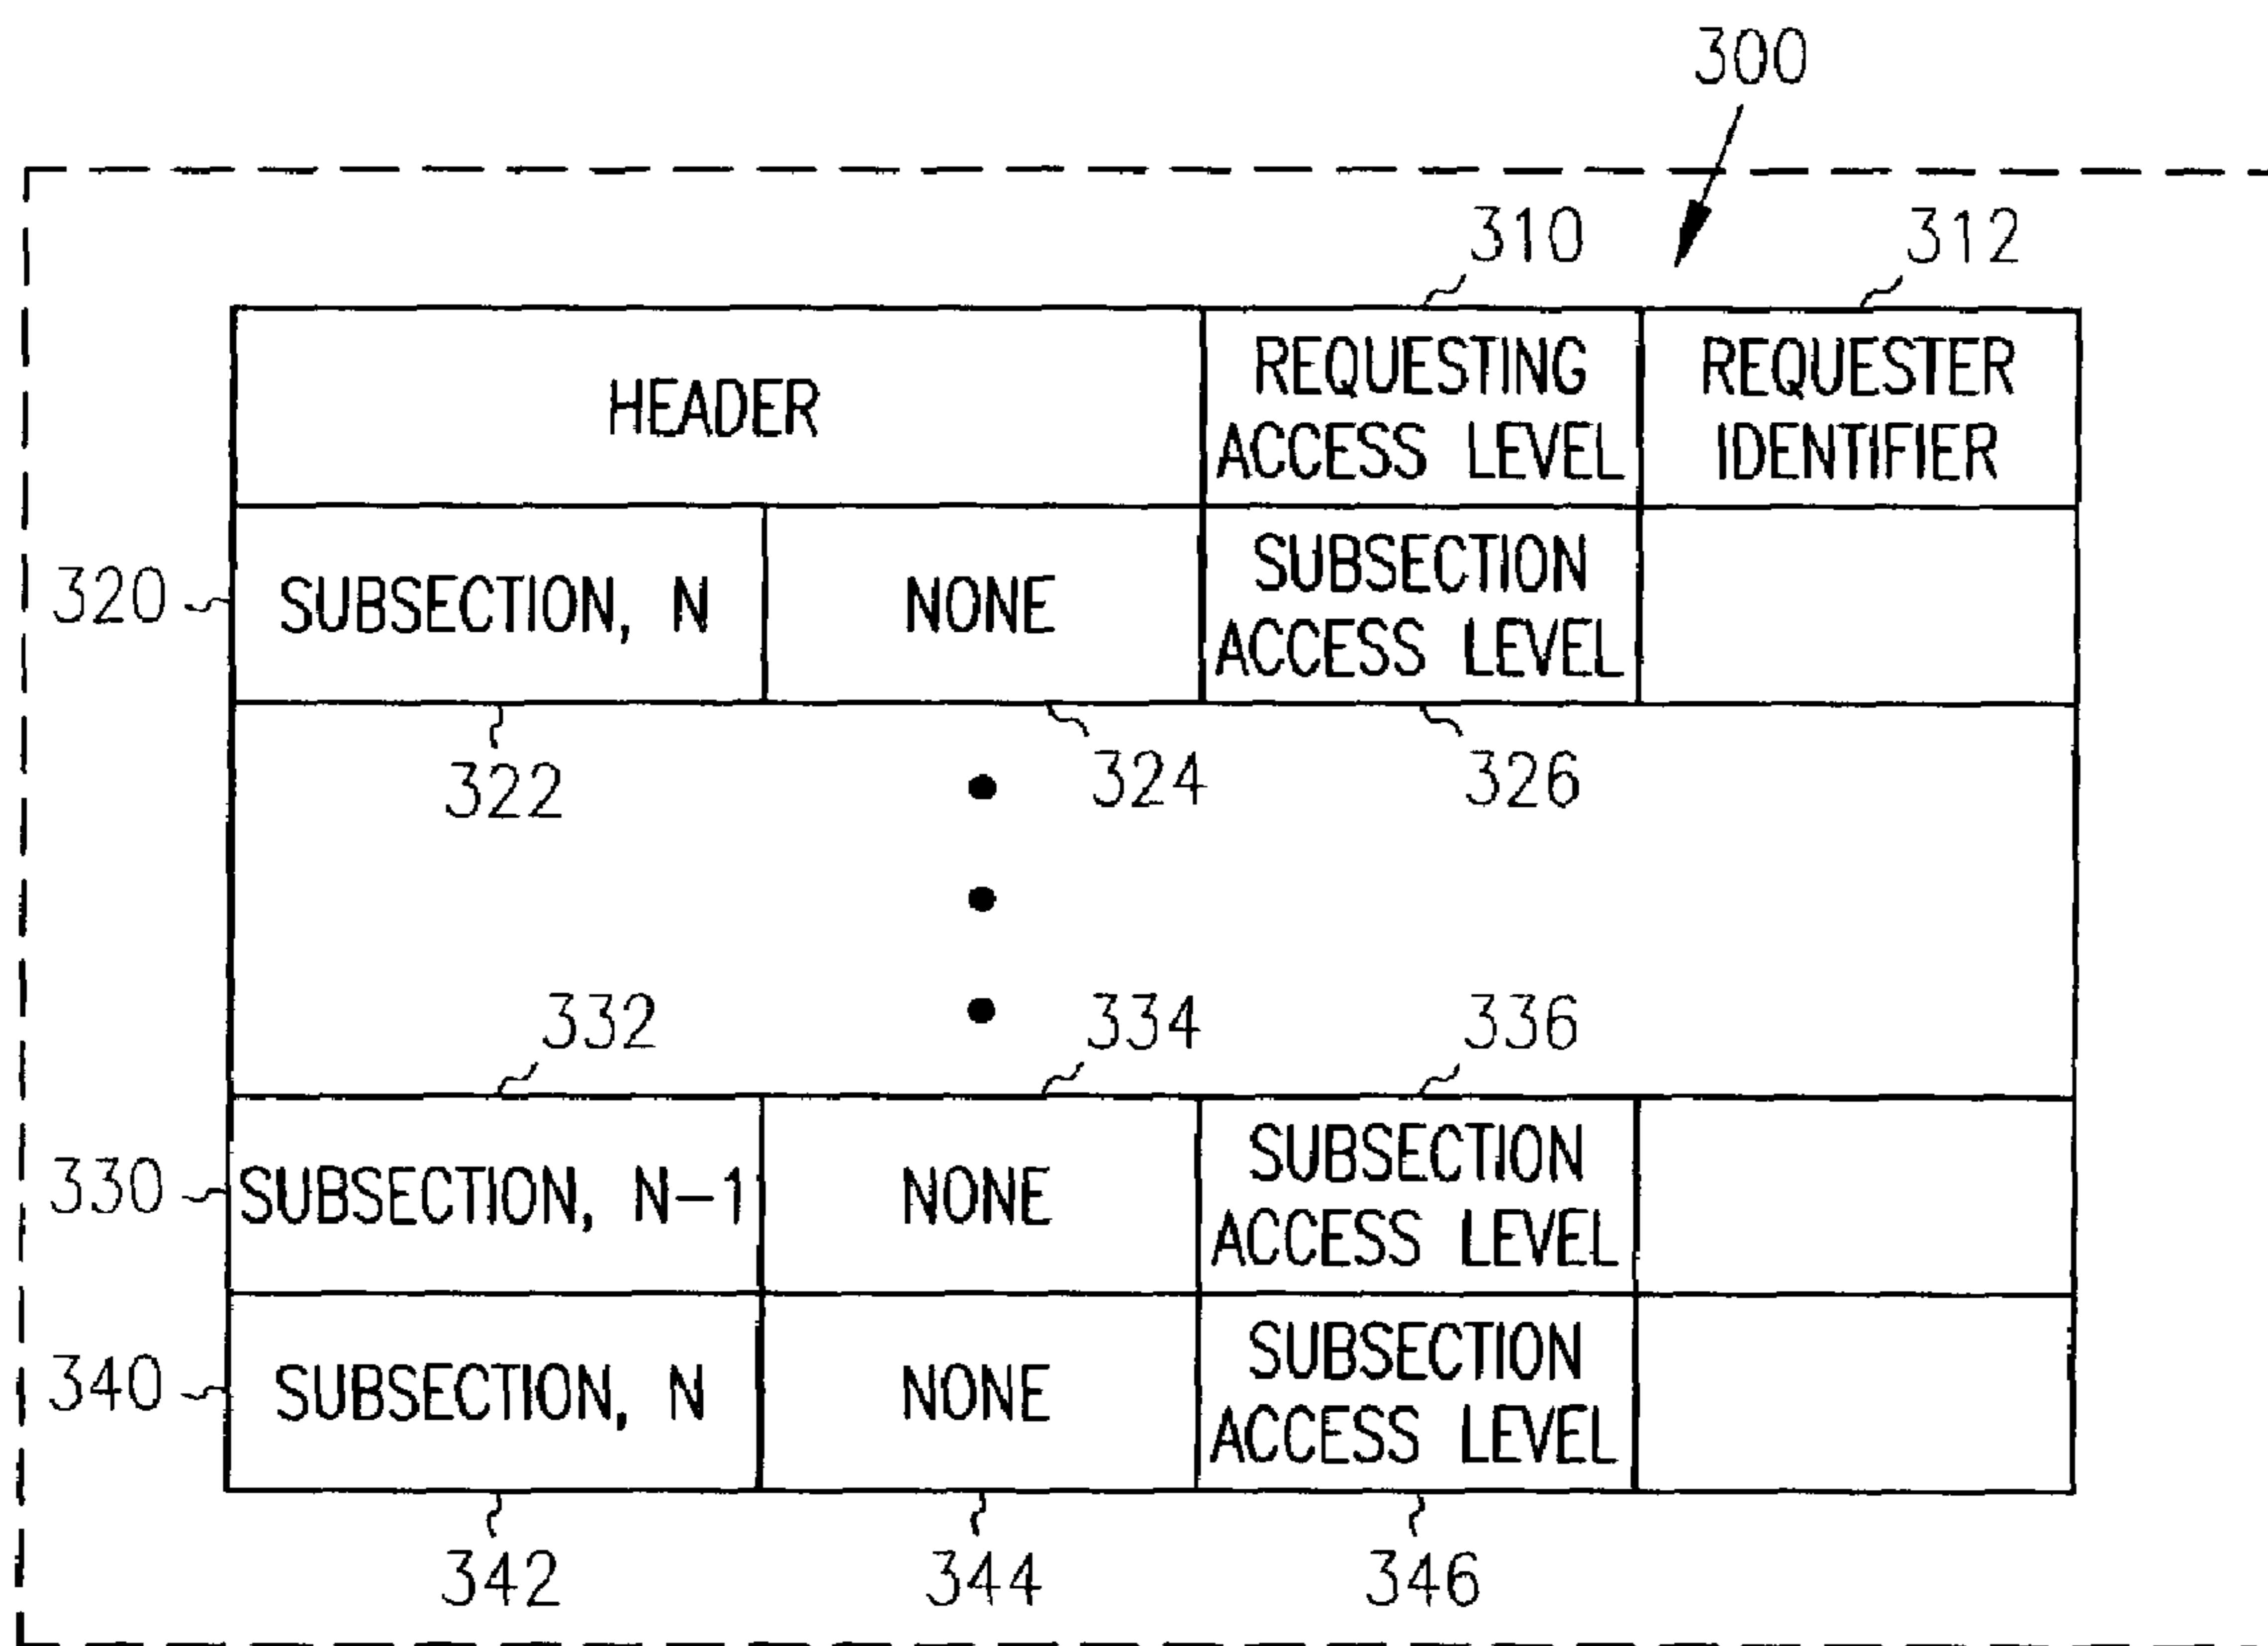 300
310
312
HEADER
REQUESTING
ACCESS LEVEL
REQUESTER
IDENTIFIER
320
SUBSECTION, N
NONE
SUBSECTION
ACCESS LEVEL
322
324
326
332
334
336
330
SUBSECTION, N-1
NONE
SUBSECTION
ACCESS LEVEL
340
SUBSECTION, N
NONE
SUBSECTION
ACCESS LEVEL
342
344
346